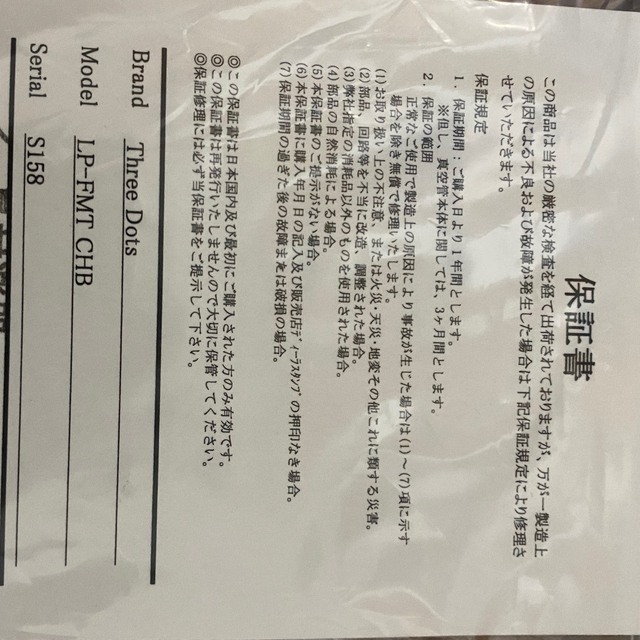 保証書
この商品は当社の厳密な検査を経て出荷されておりますが、万が一製造上
の原因による不良および故障が発生した場合は下記保証規定により修理さ
せていただきます。
保証規定
1. 保証期間：ご購入日より1年間とします。
※但し、真空管本体に関しては、3ヶ月間とします。
2. 保証の範囲
正常なご使用で製造上の原因により事故が生じた場合は(1)～(7)項に示す
場合を除き無償で修理いたします。
(1)お取り扱い上の不注意、または火災・天災・地変その他これに類する災害。
(2)部品、回路等を不当に改造、調整された場合。
(3)弊社指定の消耗品以外のものを使用された場合。
(4)部品の自然消耗による場合。
(5)本保証書のご提示がない場合。
(6)本保証書に購入年月日の記入及び販売店ﾃﾞｨｰﾗｽﾀﾝﾌﾟの押印なき場合。
(7)保証期間の過ぎた後の故障または破損の場合。
◎この保証書は日本国内及び最初にご購入された方のみ有効です。
◎この保証書は再発行いたしませんので大切に保管してください。
◎保証修理には必ず当保証書をご提示して下さい。
Brand Three Dots
Model LP-FMT CHB
Serial S158